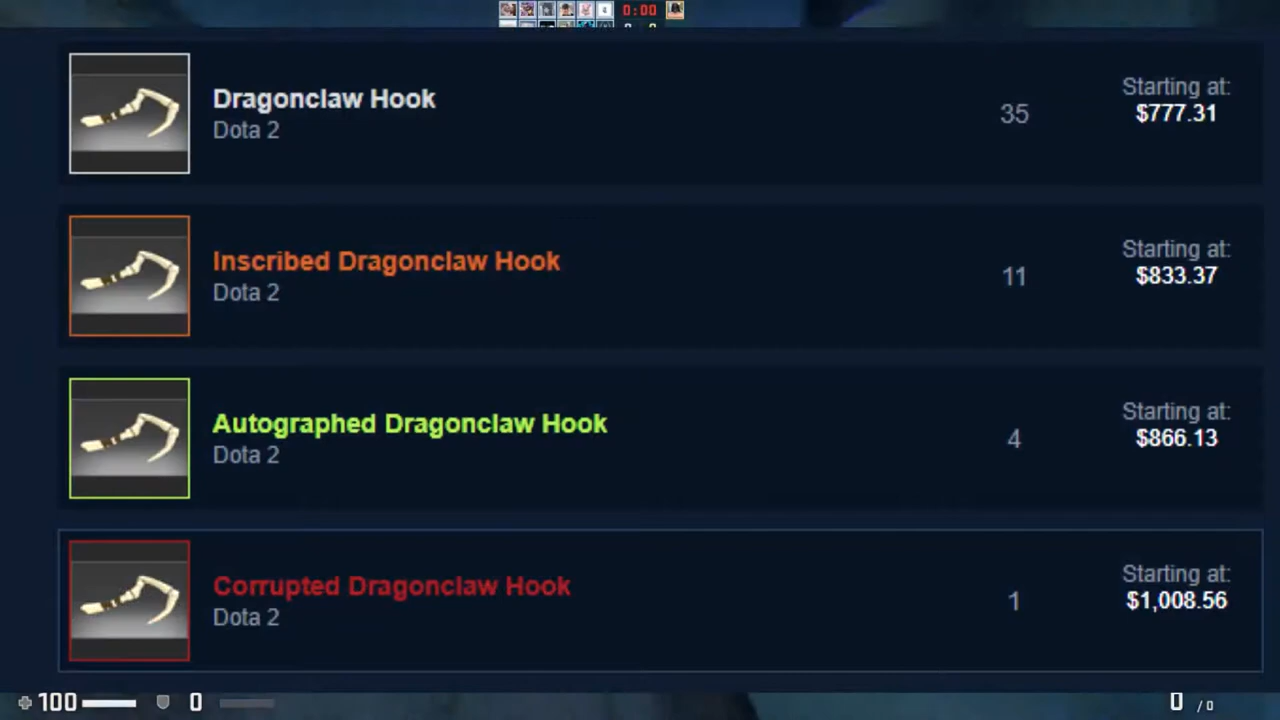 0:00
Dragonclaw Hook
Dota 2
35
Starting at:
$777.31
Inscribed Dragonclaw Hook
Dota 2
11
Starting at:
$833.37
Autographed Dragonclaw Hook
Dota 2
4
Starting at:
$866.13
Corrupted Dragonclaw Hook
Dota 2
1
Starting at:
$1,008.56
100 0 0 / 0